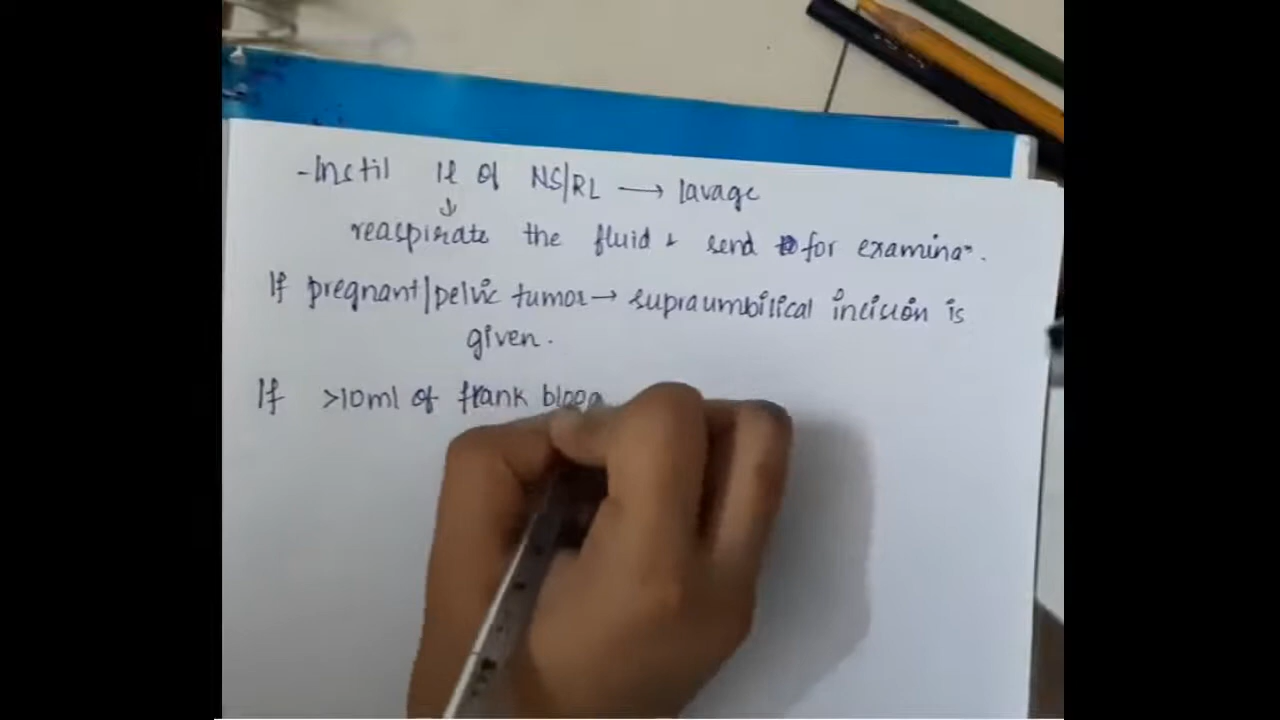 -Instil 1l of NS/RL → lavage
↓
reaspirate the fluid & send for examinaⁿ.
If pregnant/pelvic tumor → supraumbilical incision is
given.
If >10ml of frank blood